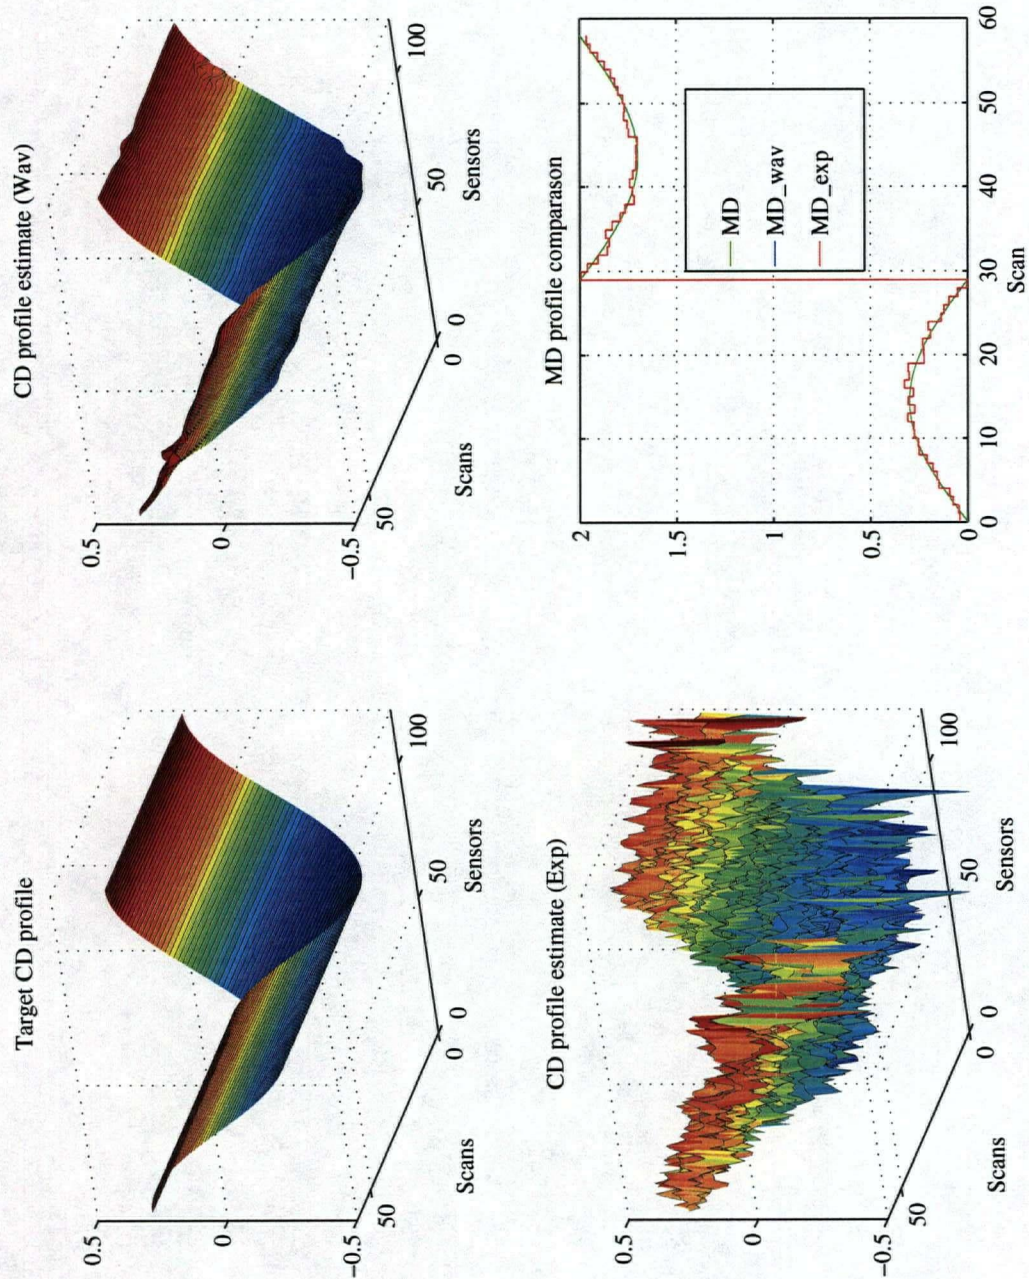 Target CD profile
0.5
0
−0.5
50
Scans
0
0
50
Sensors
100
CD profile estimate (Wav)
0.5
0
−0.5
50
Scans
0
0
50
Sensors
100
CD profile estimate (Exp)
0.5
0
−0.5
50
Scans
0
0
50
Sensors
100
MD profile comparason
2
1.5
1
0.5
0
0
10
20
30
40
50
60
Scan
MD
MD_wav
MD_exp